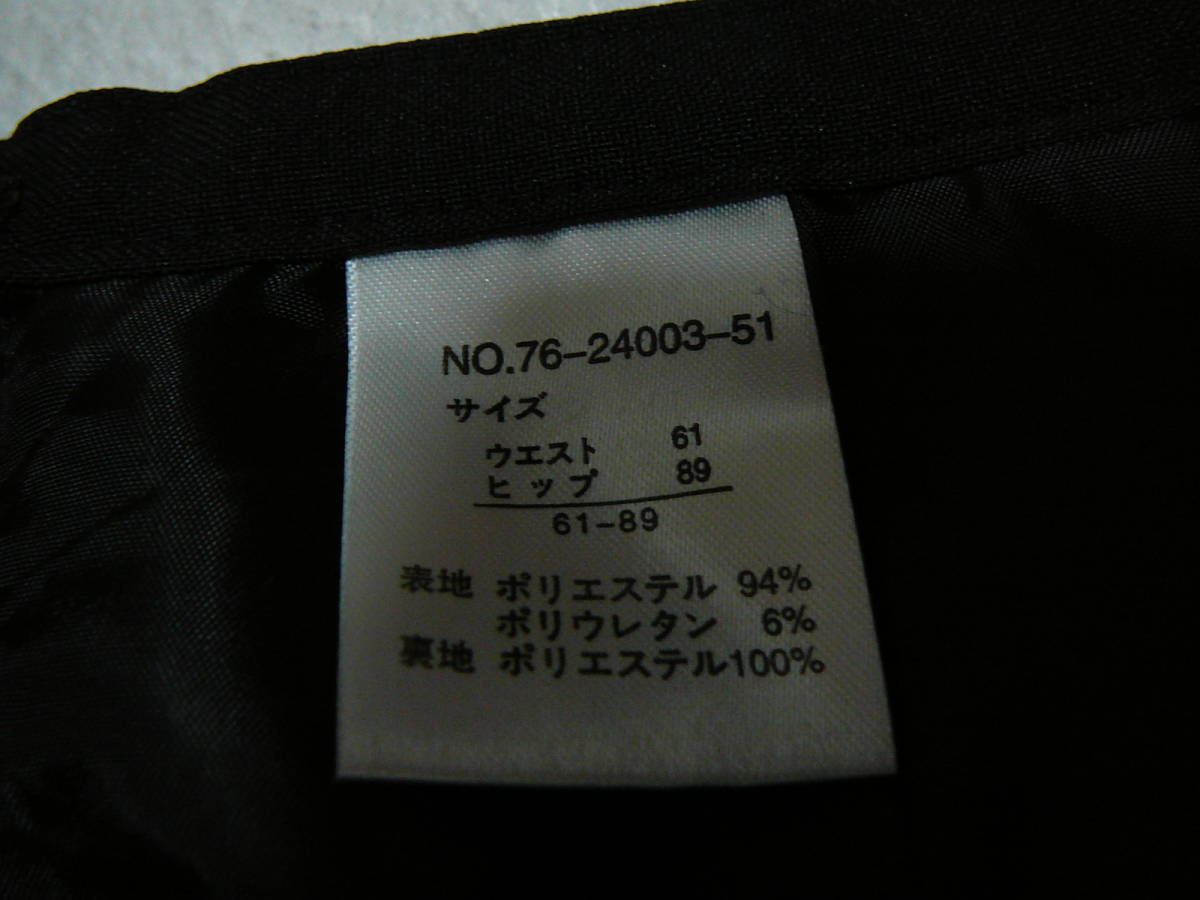 NO.76-24003-51
サイズ
ウエスト 61
ヒップ 89
61-89
表地 ポリエステル 94%
ポリウレタン 6%
裏地 ポリエステル100%